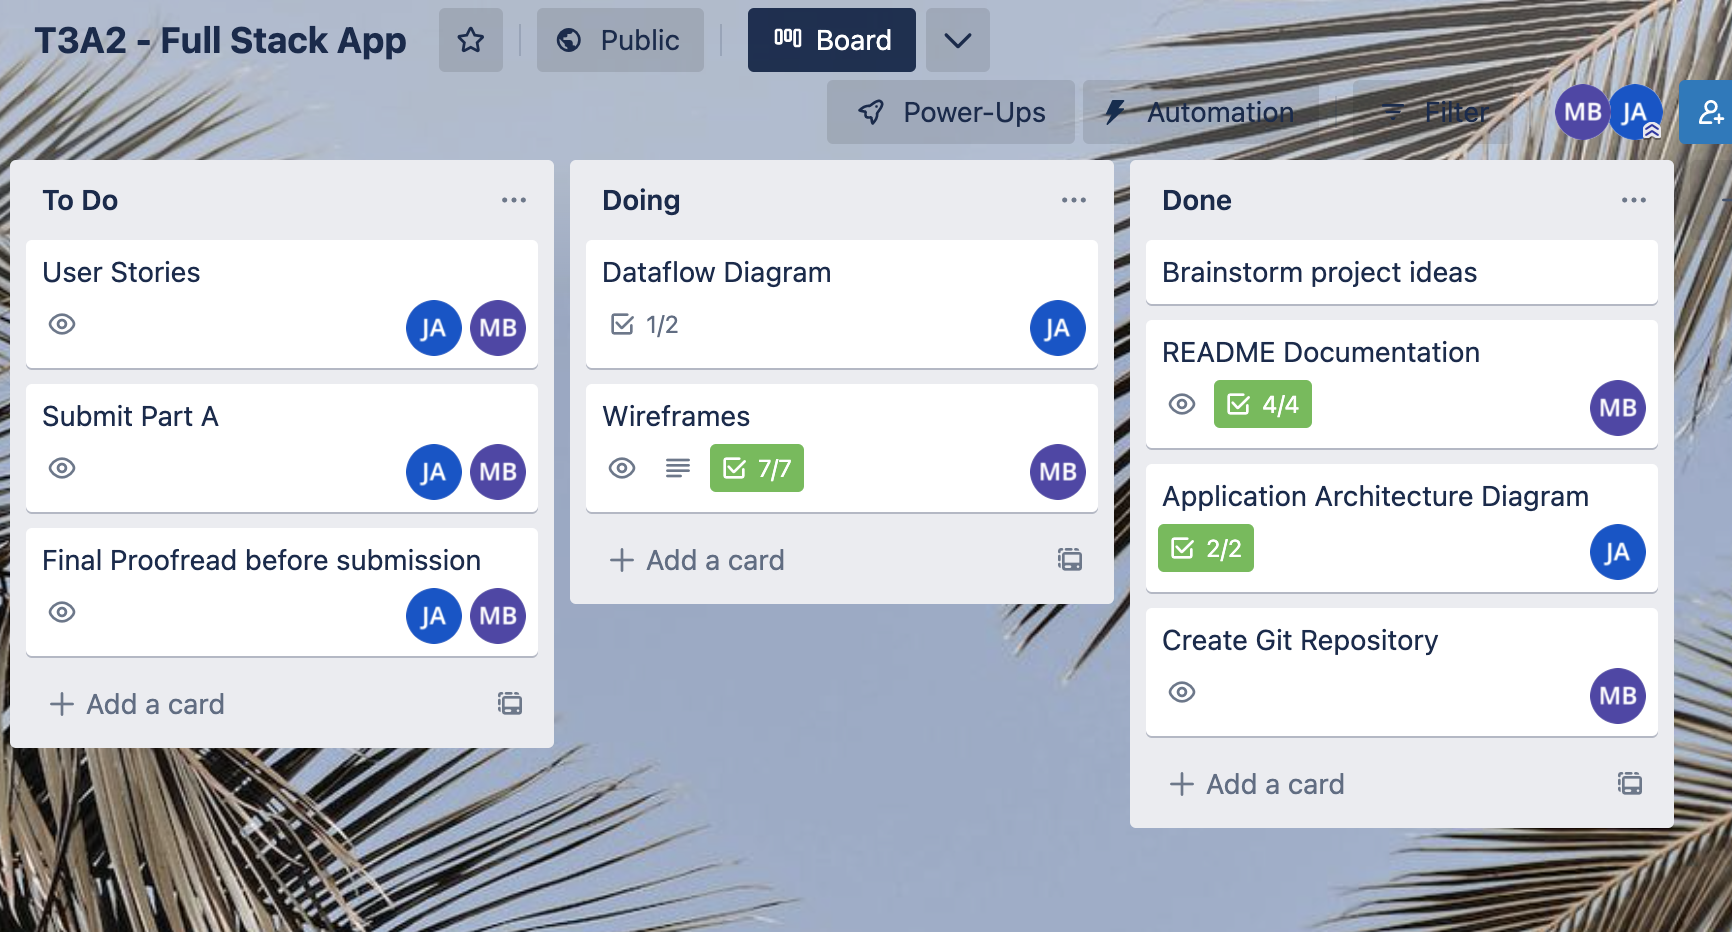 T3A2 - Full Stack App
Public
Board
Power-Ups
Automation
Filter
MB
JA
To Do
User Stories
JA MB
Submit Part A
JA MB
Final Proofread before submission
JA MB
Add a card
Doing
Dataflow Diagram
1/2
JA
Wireframes
7/7
MB
Add a card
Done
Brainstorm project ideas
README Documentation
4/4
MB
Application Architecture Diagram
2/2
JA
Create Git Repository
MB
Add a card